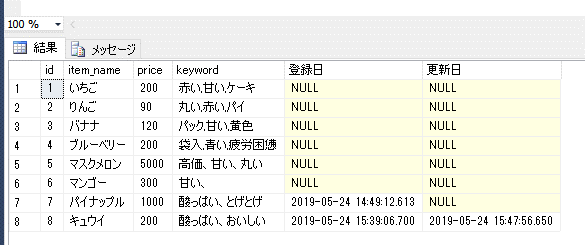 100 %
結果 メッセージ
id item_name price keyword 登録日 更新日
1 1 いちご 200 赤い,甘い,ケーキ NULL NULL
2 2 りんご 90 丸い,赤い,パイ NULL NULL
3 3 バナナ 120 パック,甘い,黄色 NULL NULL
4 4 ブルーベリー 200 袋入,青い,疲労困憊 NULL NULL
5 5 マスクメロン 5000 高価、甘い、丸い NULL NULL
6 6 マンゴー 300 甘い、 NULL NULL
7 7 パイナップル 1000 酸っぱい、とげとげ 2019-05-24 14:49:12.613 NULL
8 8 キュウイ 200 酸っぱい、おいしい 2019-05-24 15:39:06.700 2019-05-24 15:47:56.650